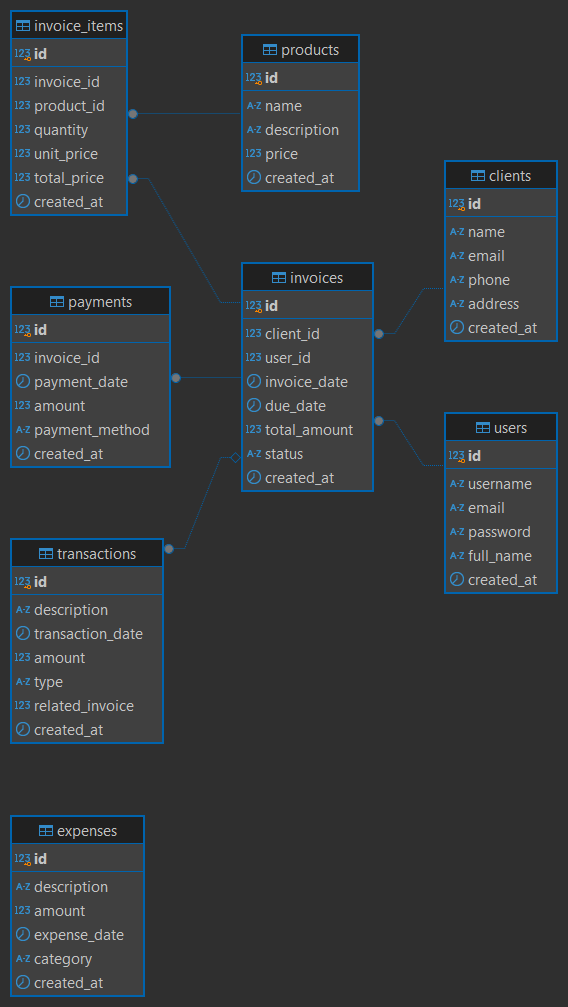 invoice_items
123 id
123 invoice_id
123 product_id
123 quantity
123 unit_price
123 total_price
created_at
products
123 id
A-Z name
A-Z description
123 price
created_at
clients
123 id
A-Z name
A-Z email
A-Z phone
A-Z address
created_at
invoices
123 id
123 client_id
123 user_id
invoice_date
due_date
123 total_amount
A-Z status
created_at
payments
123 id
123 invoice_id
payment_date
123 amount
A-Z payment_method
created_at
users
123 id
A-Z username
A-Z email
A-Z password
A-Z full_name
created_at
transactions
123 id
A-Z description
transaction_date
123 amount
A-Z type
123 related_invoice
created_at
expenses
123 id
A-Z description
123 amount
expense_date
A-Z category
created_at